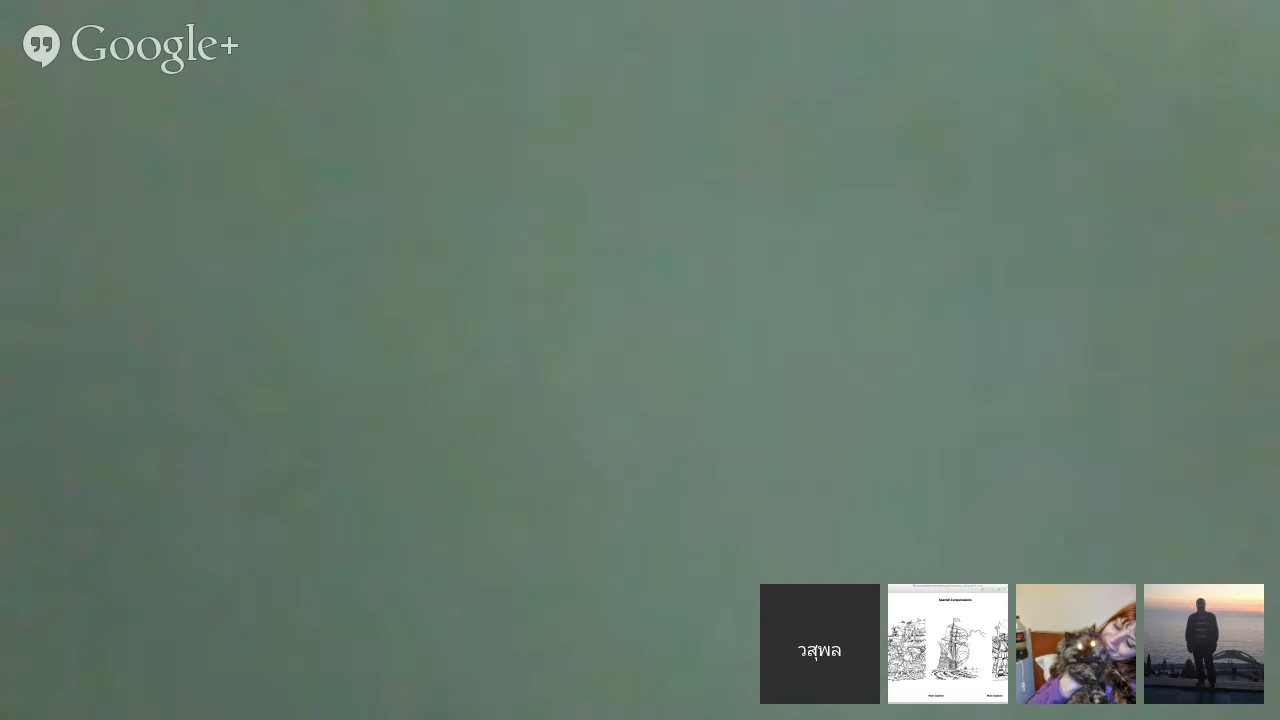 Google+
วสุพล
Spanish Conquistadors